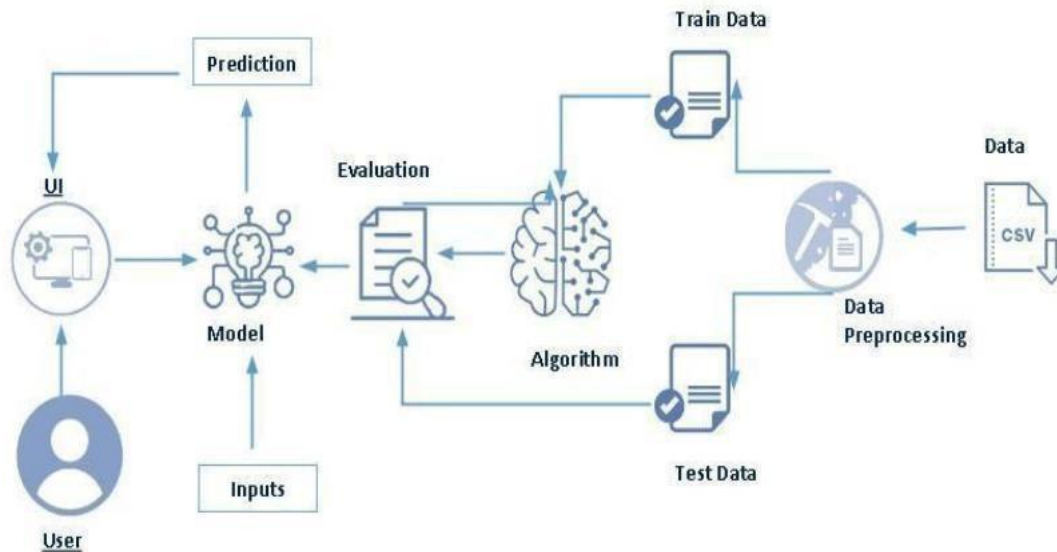 Train Data
Prediction
Data
Evaluation
UI
CSV
Model
Data
Preprocessing
Algorithm
Test Data
Inputs
User